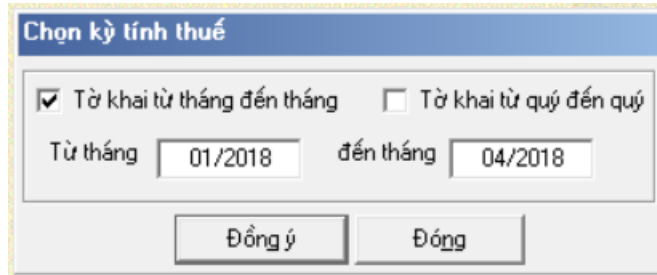 Chọn kỳ tính thuế
Tờ khai từ tháng đến tháng Tờ khai từ quý đến quý
Từ tháng 01/2018 đến tháng 04/2018
Đồng ý Đóng